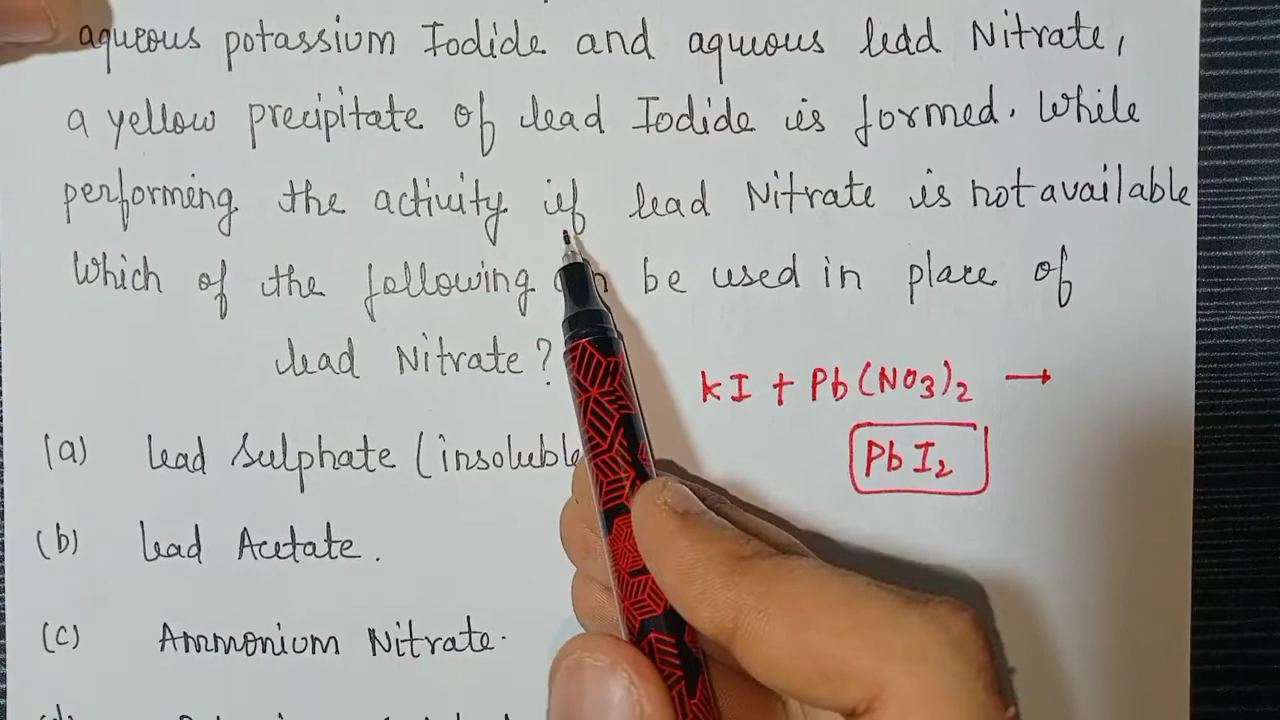 aqueous potassium Iodide and aqueous lead Nitrate,
a yellow precipitate of lead Iodide is formed. While
performing the activity if lead Nitrate is not available
Which of the following be used in place of
lead Nitrate?
KI + Pb(NO3)2 →
PbI2
(a) lead Sulphate (insoluble
(b) lead Acetate.
(c) Ammonium Nitrate.